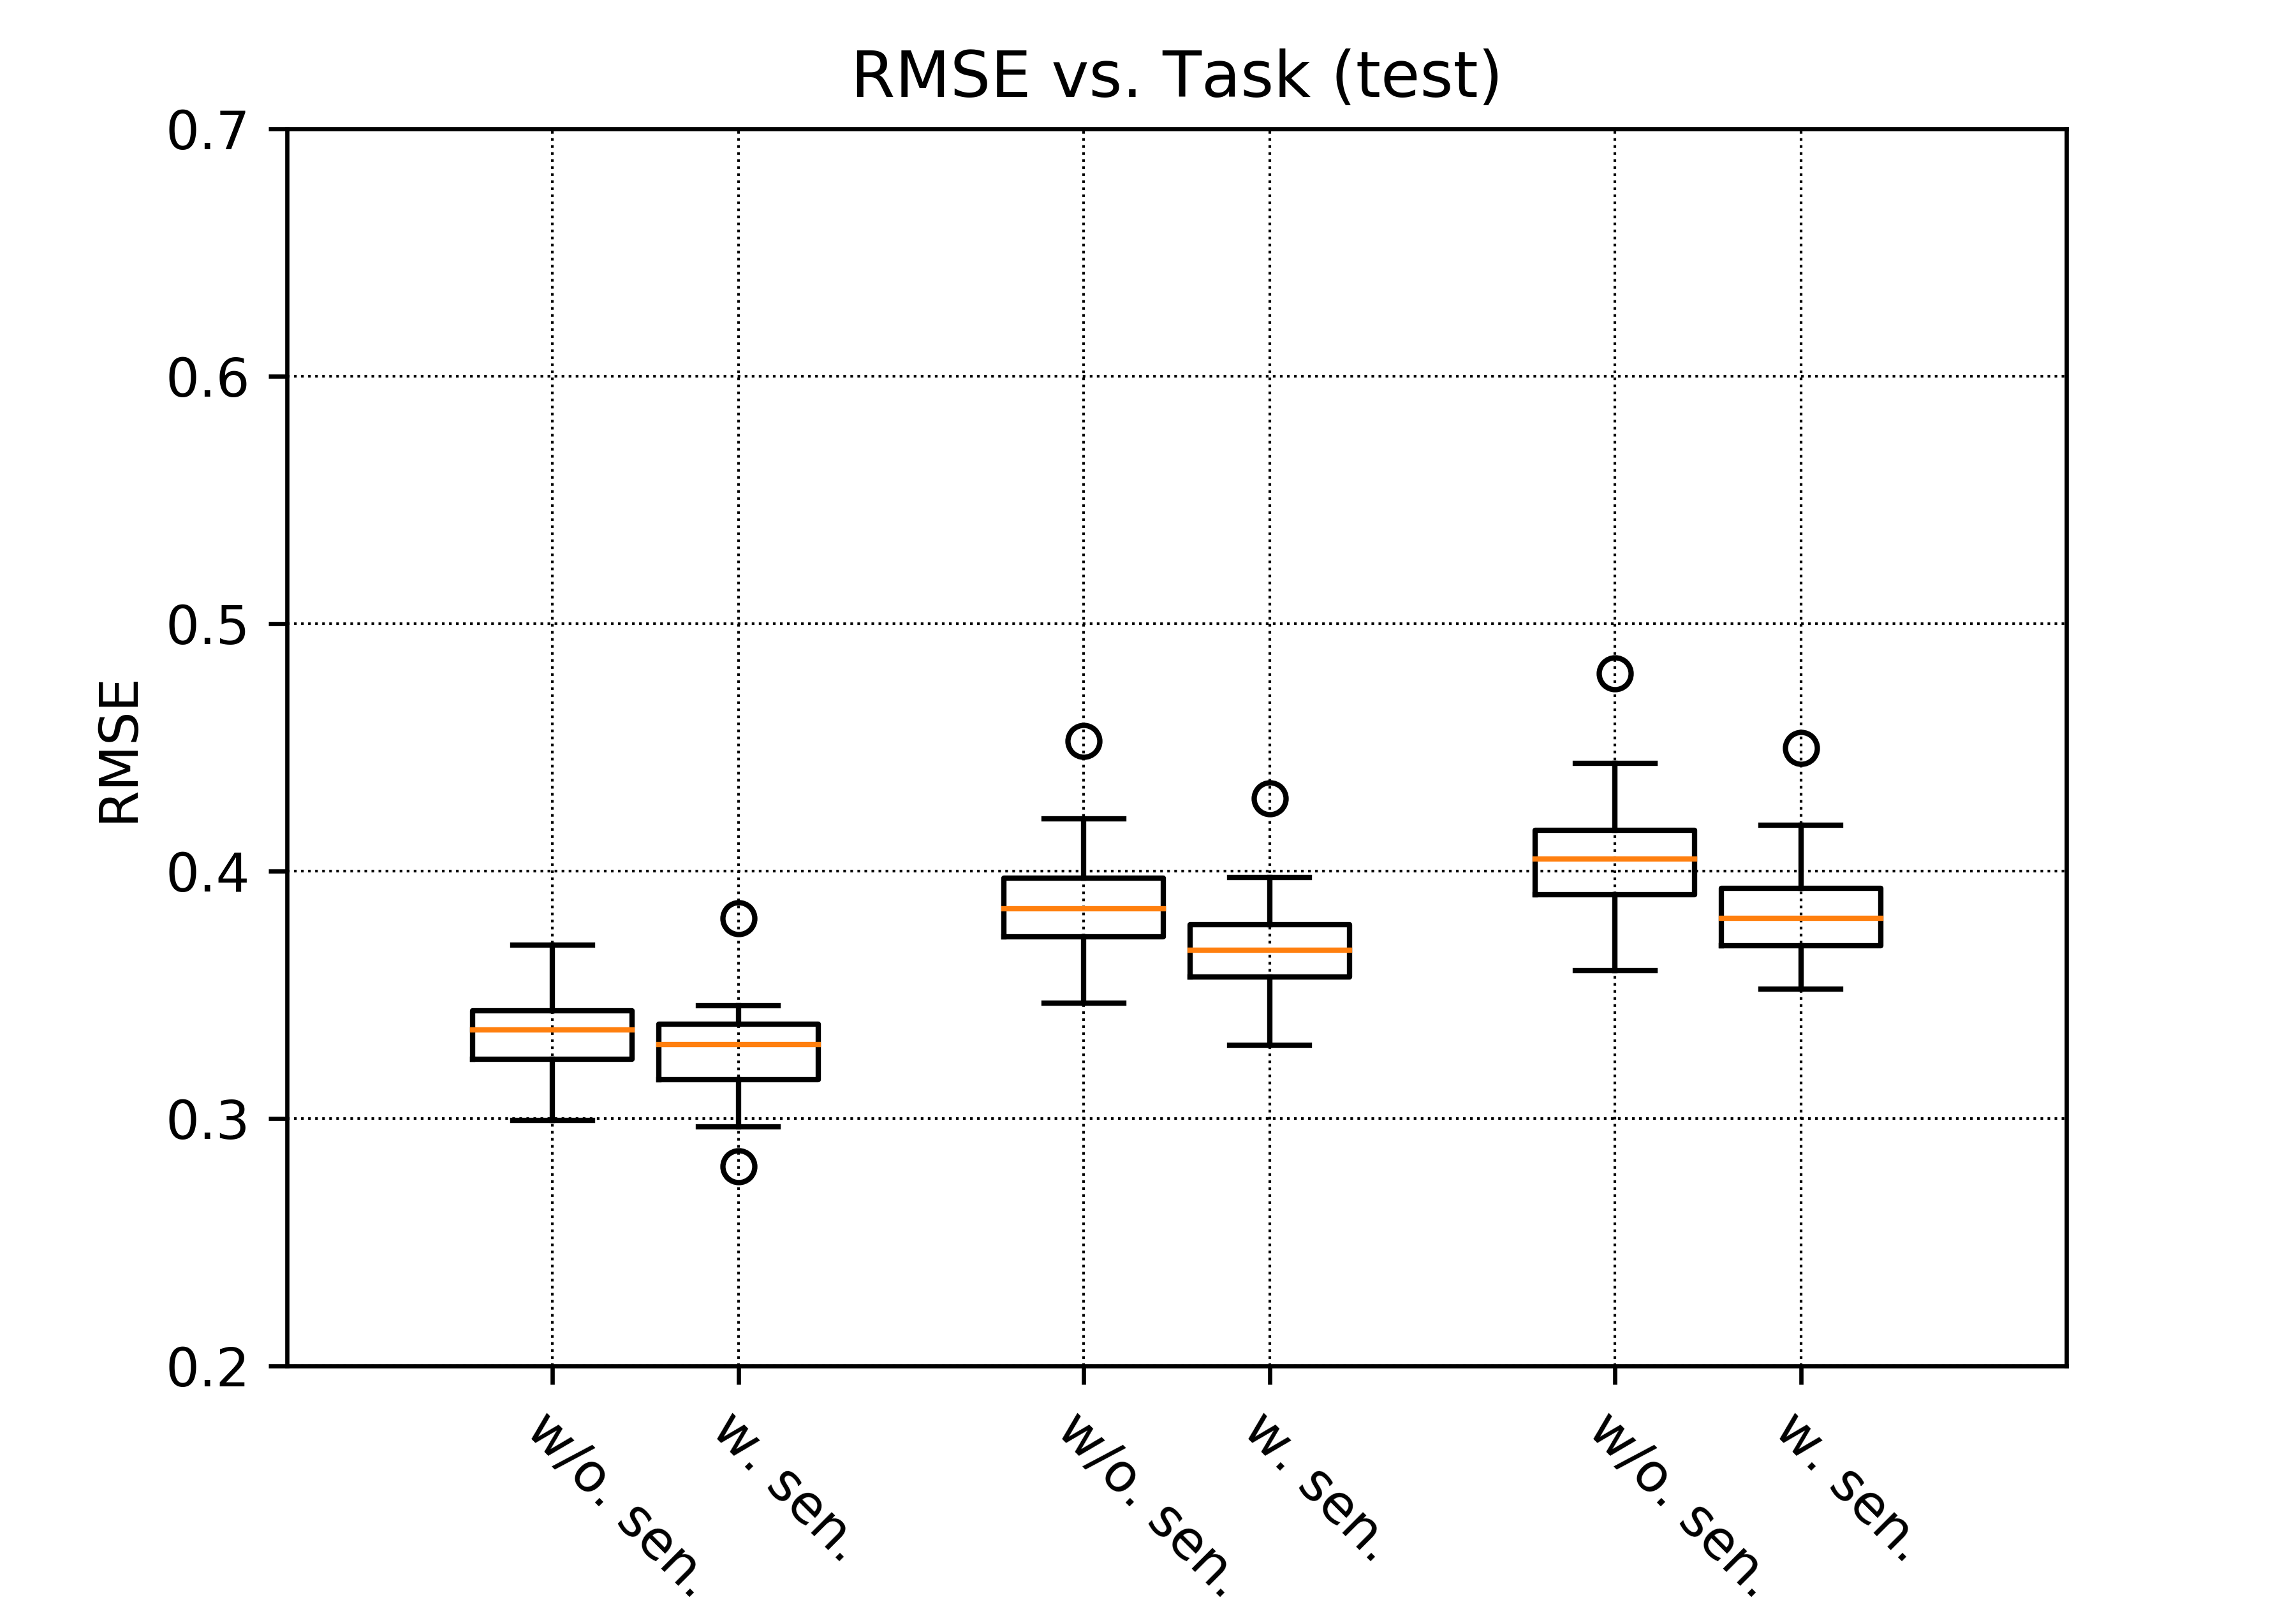 RMSE vs. Task (test)
0.7
0.6
0.5
0.4
0.3
0.2
RMSE
w/o. sen.
w. sen.
w/o. sen.
w. sen.
w/o. sen.
w. sen.